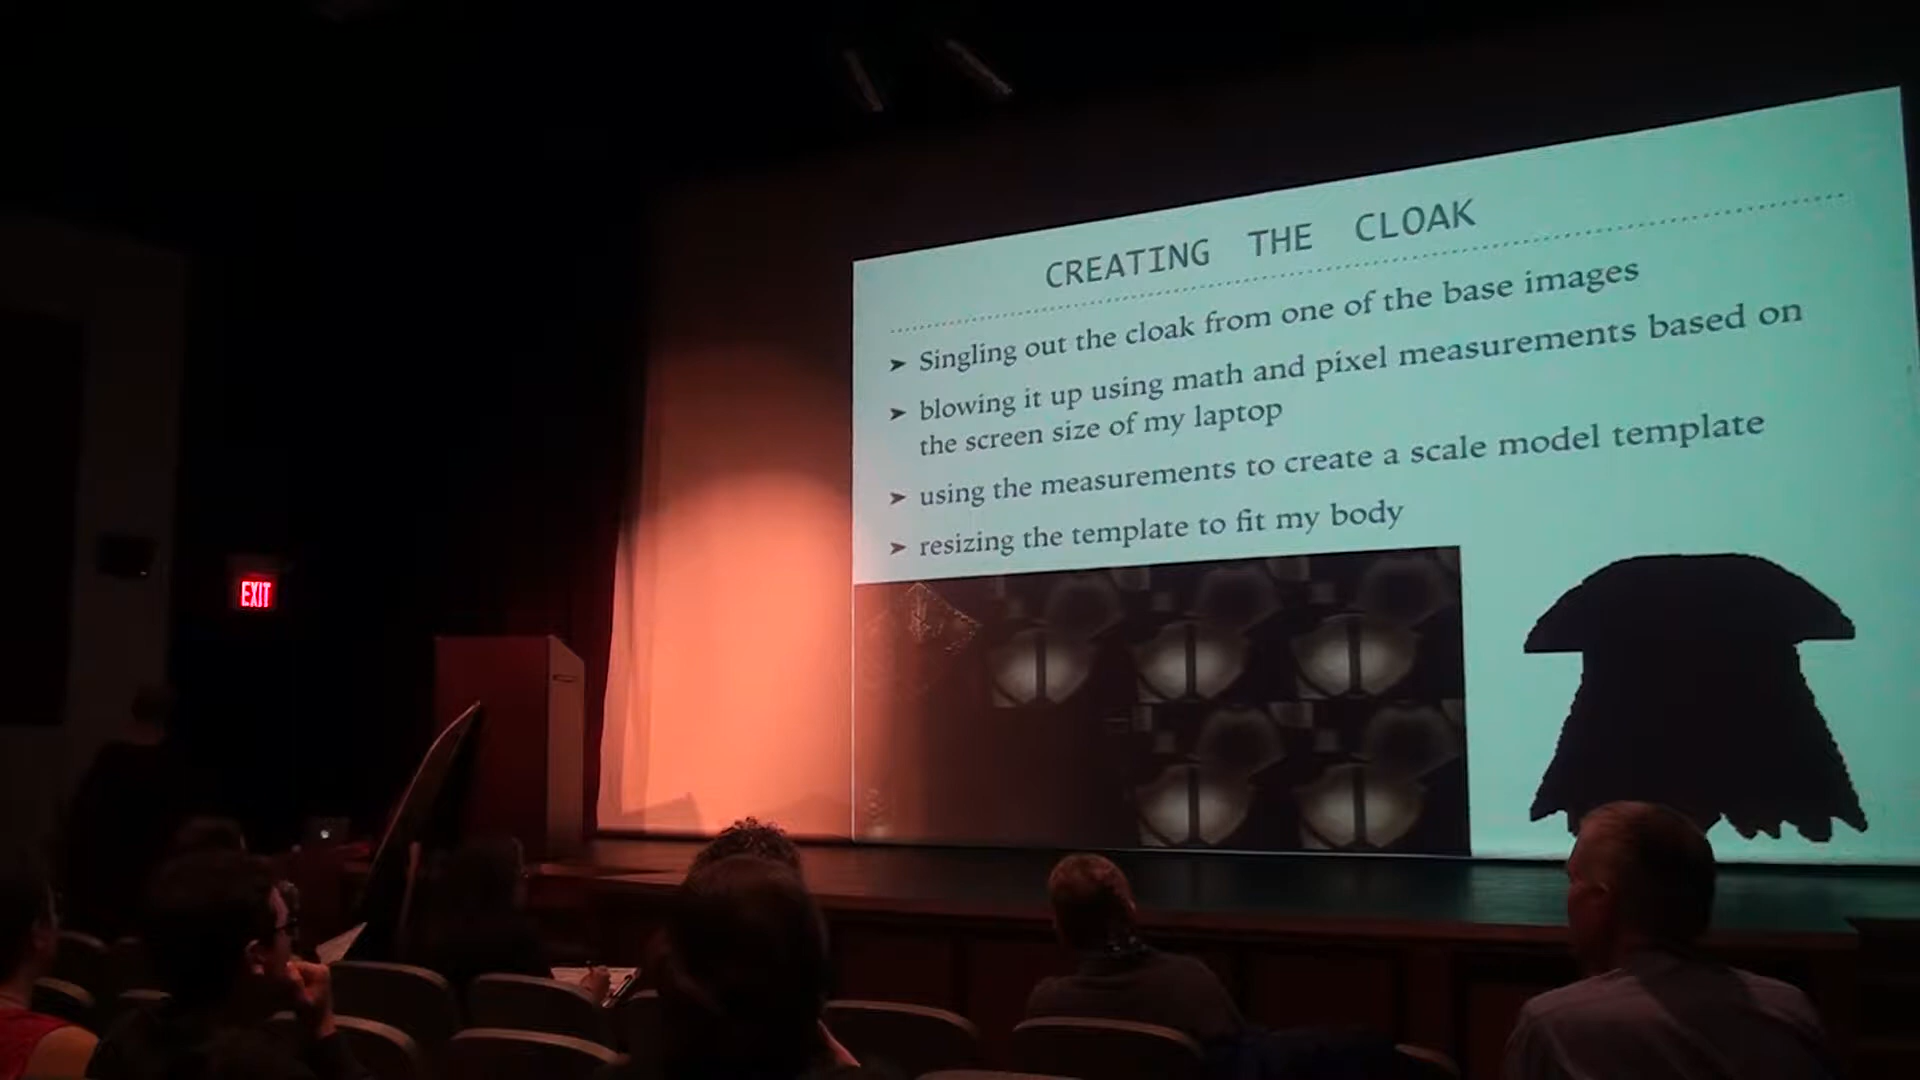 CREATING THE CLOAK
➤ Singling out the cloak from one of the base images
➤ blowing it up using math and pixel measurements based on
the screen size of my laptop
➤ using the measurements to create a scale model template
➤ resizing the template to fit my body
EXIT